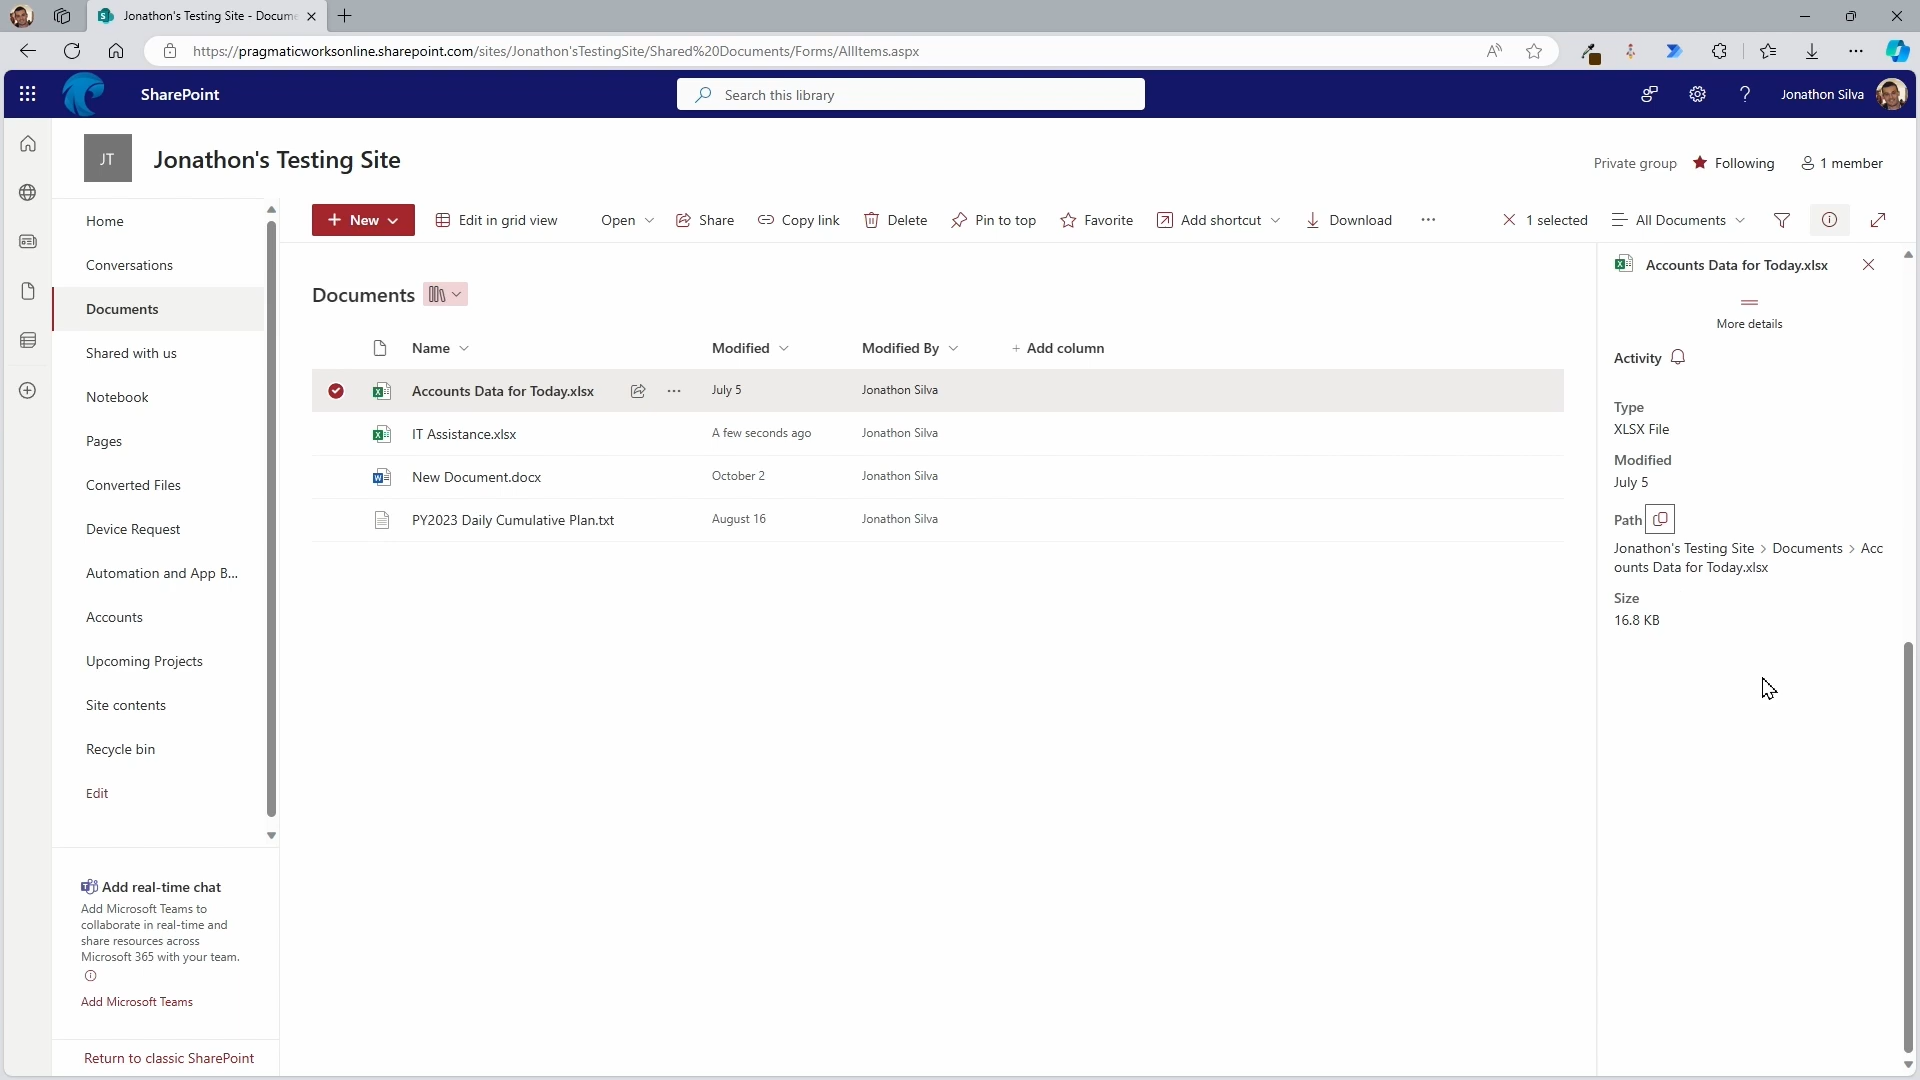 Jonathon's Testing Site - Docume
https://pragmaticworksonline.sharepoint.com/sites/Jonathon'sTestingSite/Shared%20Documents/Forms/AllItems.aspx
SharePoint
Search this library
Jonathon Silva
JT
Jonathon's Testing Site
Private group
Following
1 member
Home
Conversations
Documents
Shared with us
Notebook
Pages
Converted Files
Device Request
Automation and App B...
Accounts
Upcoming Projects
Site contents
Recycle bin
Edit
Add real-time chat
Add Microsoft Teams to
collaborate in real-time and
share resources across
Microsoft 365 with your team.
Add Microsoft Teams
Return to classic SharePoint
+ New
Edit in grid view
Open
Share
Copy link
Delete
Pin to top
Favorite
Add shortcut
Download
...
1 selected
All Documents
Documents
Name Modified Modified By + Add column
Accounts Data for Today.xlsx ... July 5 Jonathon Silva
IT Assistance.xlsx A few seconds ago Jonathon Silva
New Document.docx October 2 Jonathon Silva
PY2023 Daily Cumulative Plan.txt August 16 Jonathon Silva
Accounts Data for Today.xlsx
More details
Activity
Type
XLSX File
Modified
July 5
Path
Jonathon's Testing Site > Documents > Acc
ounts Data for Today.xlsx
Size
16.8 KB